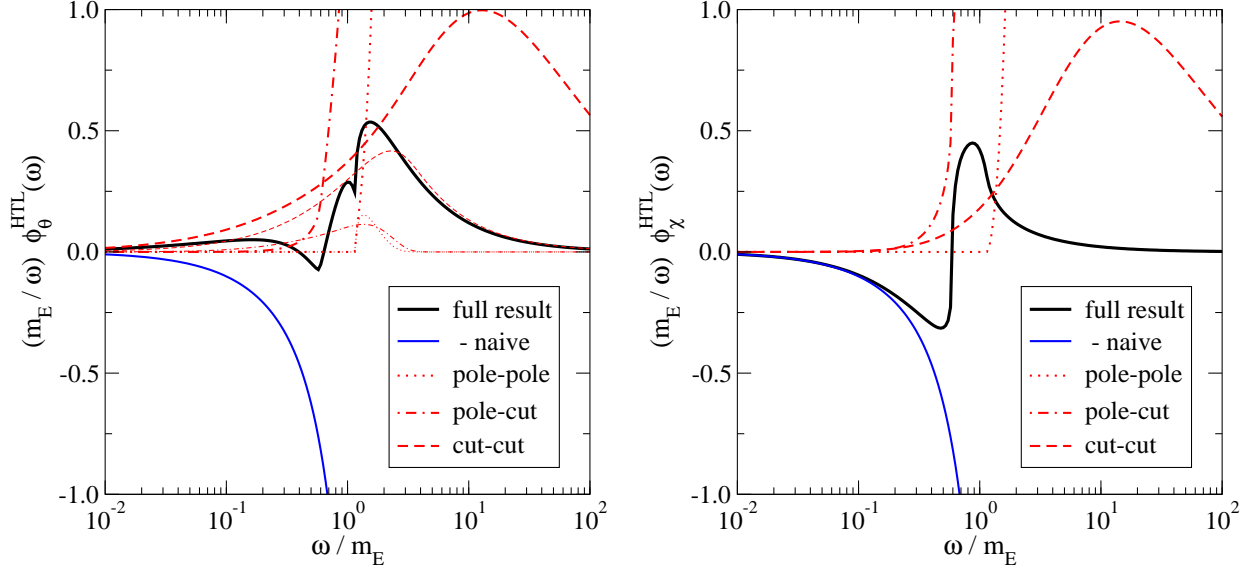 (m_E / ω) ϕ_θ^HTL(ω)
1.0
0.5
0.0
-0.5
-1.0
full result
- naive
pole-pole
pole-cut
cut-cut
10^-2 10^-1 10^0 10^1 10^2
ω / m_E
(m_E / ω) ϕ_χ^HTL(ω)
1.0
0.5
0.0
-0.5
-1.0
full result
- naive
pole-pole
pole-cut
cut-cut
10^-2 10^-1 10^0 10^1 10^2
ω / m_E